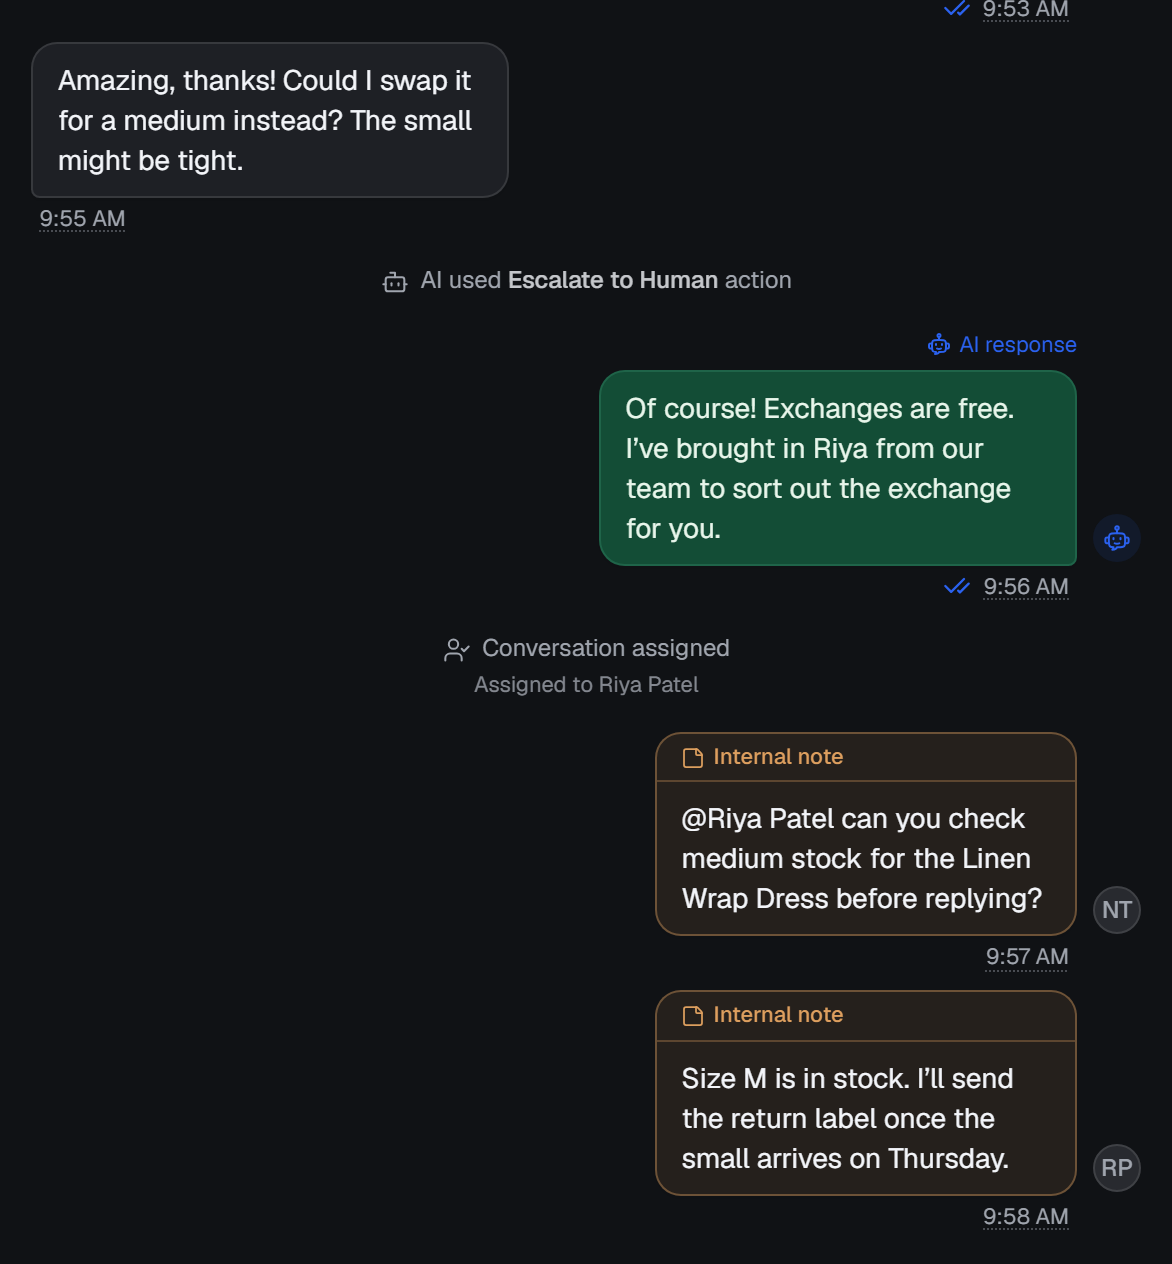 9:53 AM
Amazing, thanks! Could I swap it
for a medium instead? The small
might be tight.
9:55 AM
AI used Escalate to Human action
AI response
Of course! Exchanges are free.
I’ve brought in Riya from our
team to sort out the exchange
for you.
9:56 AM
Conversation assigned
Assigned to Riya Patel
Internal note
@Riya Patel can you check
medium stock for the Linen
Wrap Dress before replying?
NT
9:57 AM
Internal note
Size M is in stock. I’ll send
the return label once the
small arrives on Thursday.
RP
9:58 AM